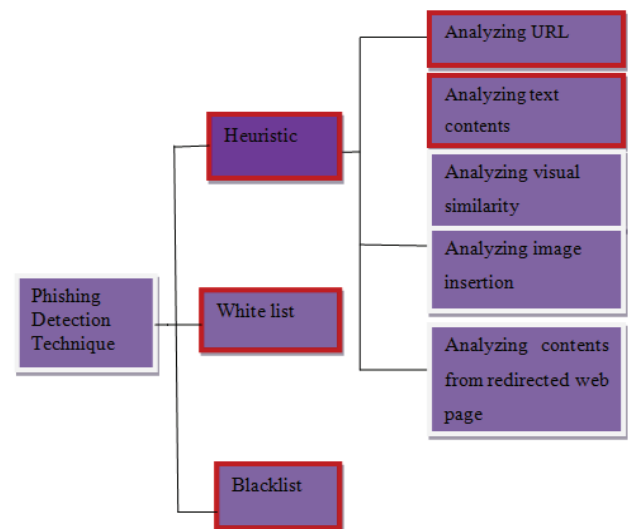 Analyzing URL
Analyzing text
contents
Heuristic
Analyzing visual
similarity
Analyzing image
insertion
Phishing
Detection
Technique
White list
Analyzing contents
from redirected web
page
Blacklist